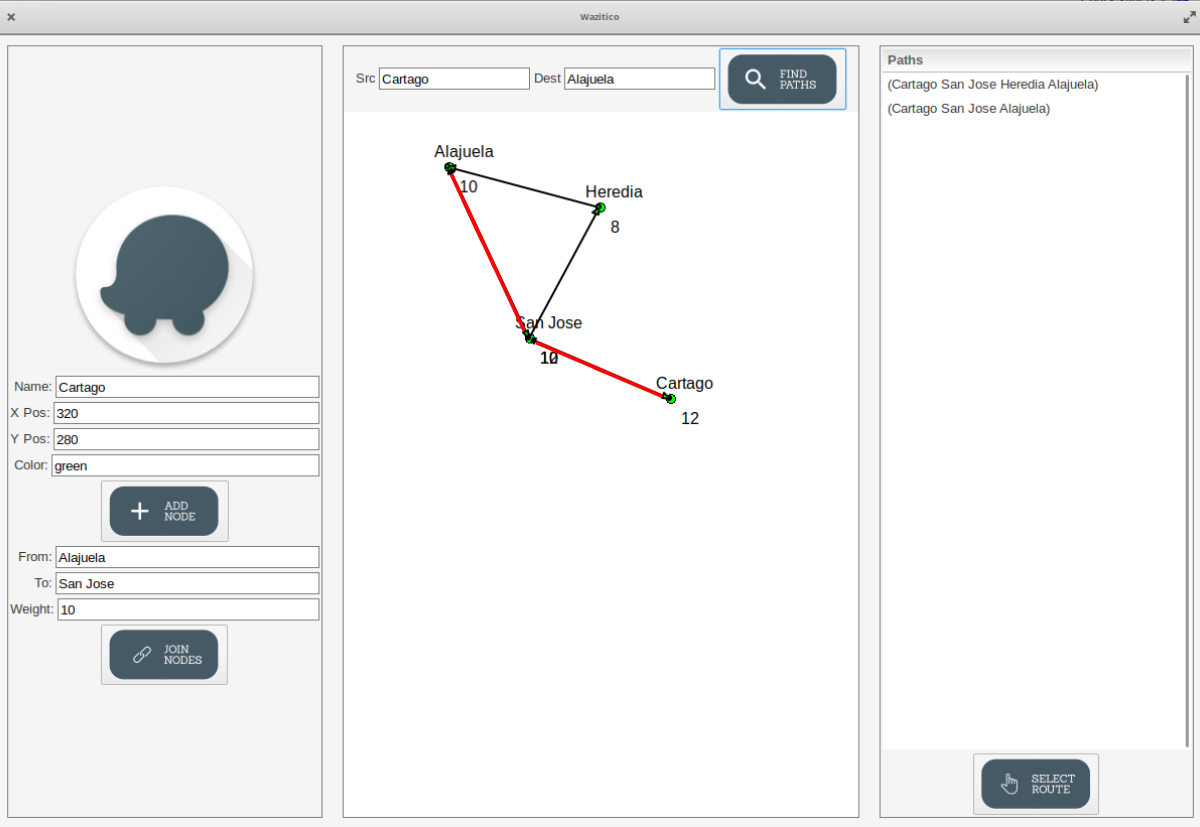 Wazitico
Name: Cartago
X Pos: 320
Y Pos: 280
Color: green
ADD
NODE
From: Alajuela
To: San Jose
Weight: 10
JOIN
NODES
Src Cartago Dest Alajuela
FIND
PATHS
Alajuela
10
Heredia
8
San Jose
Cartago
12
Paths
(Cartago San Jose Heredia Alajuela)
(Cartago San Jose Alajuela)
SELECT
ROUTE